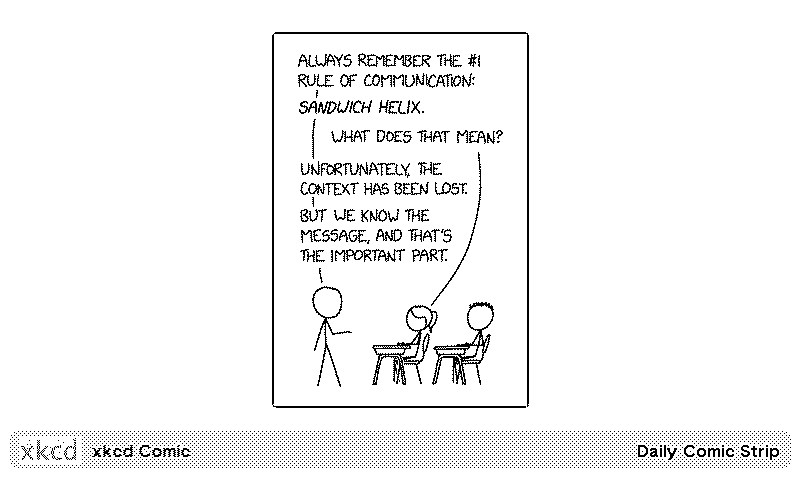 ALWAYS REMEMBER THE #1
RULE OF COMMUNICATION:
SANDWICH HELIX.
WHAT DOES THAT MEAN?
UNFORTUNATELY, THE
CONTEXT HAS BEEN LOST.
BUT WE KNOW THE
MESSAGE, AND THAT'S
THE IMPORTANT PART.
xkcd xkcd Comic Daily Comic Strip